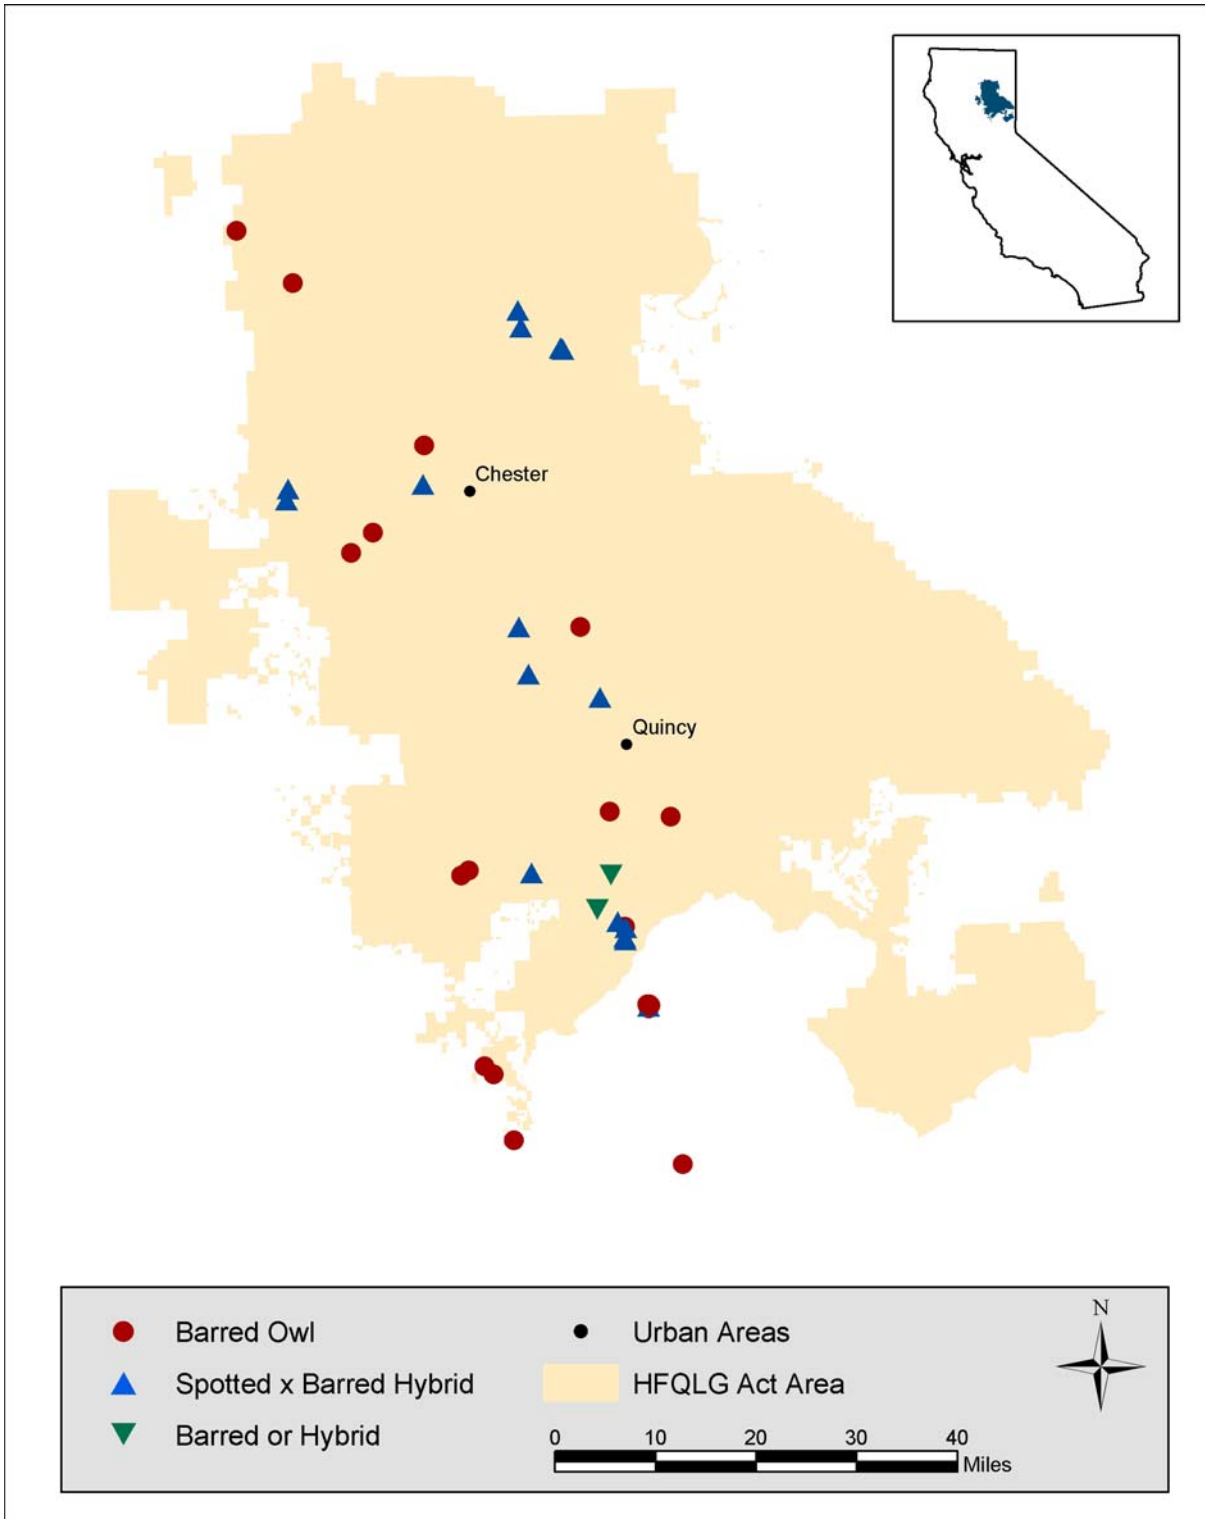 Chester
Quincy
Barred Owl
Spotted x Barred Hybrid
Barred or Hybrid
Urban Areas
HFQLG Act Area
0 10 20 30 40
Miles
N